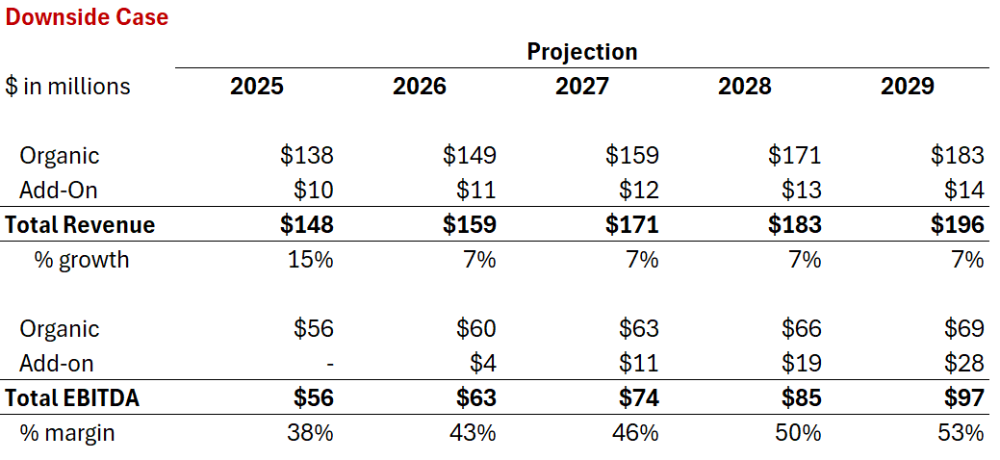 Downside Case
Projection
$ in millions 2025 2026 2027 2028 2029
Organic $138 $149 $159 $171 $183
Add-On $10 $11 $12 $13 $14
Total Revenue $148 $159 $171 $183 $196
% growth 15% 7% 7% 7% 7%
Organic $56 $60 $63 $66 $69
Add-on - $4 $11 $19 $28
Total EBITDA $56 $63 $74 $85 $97
% margin 38% 43% 46% 50% 53%